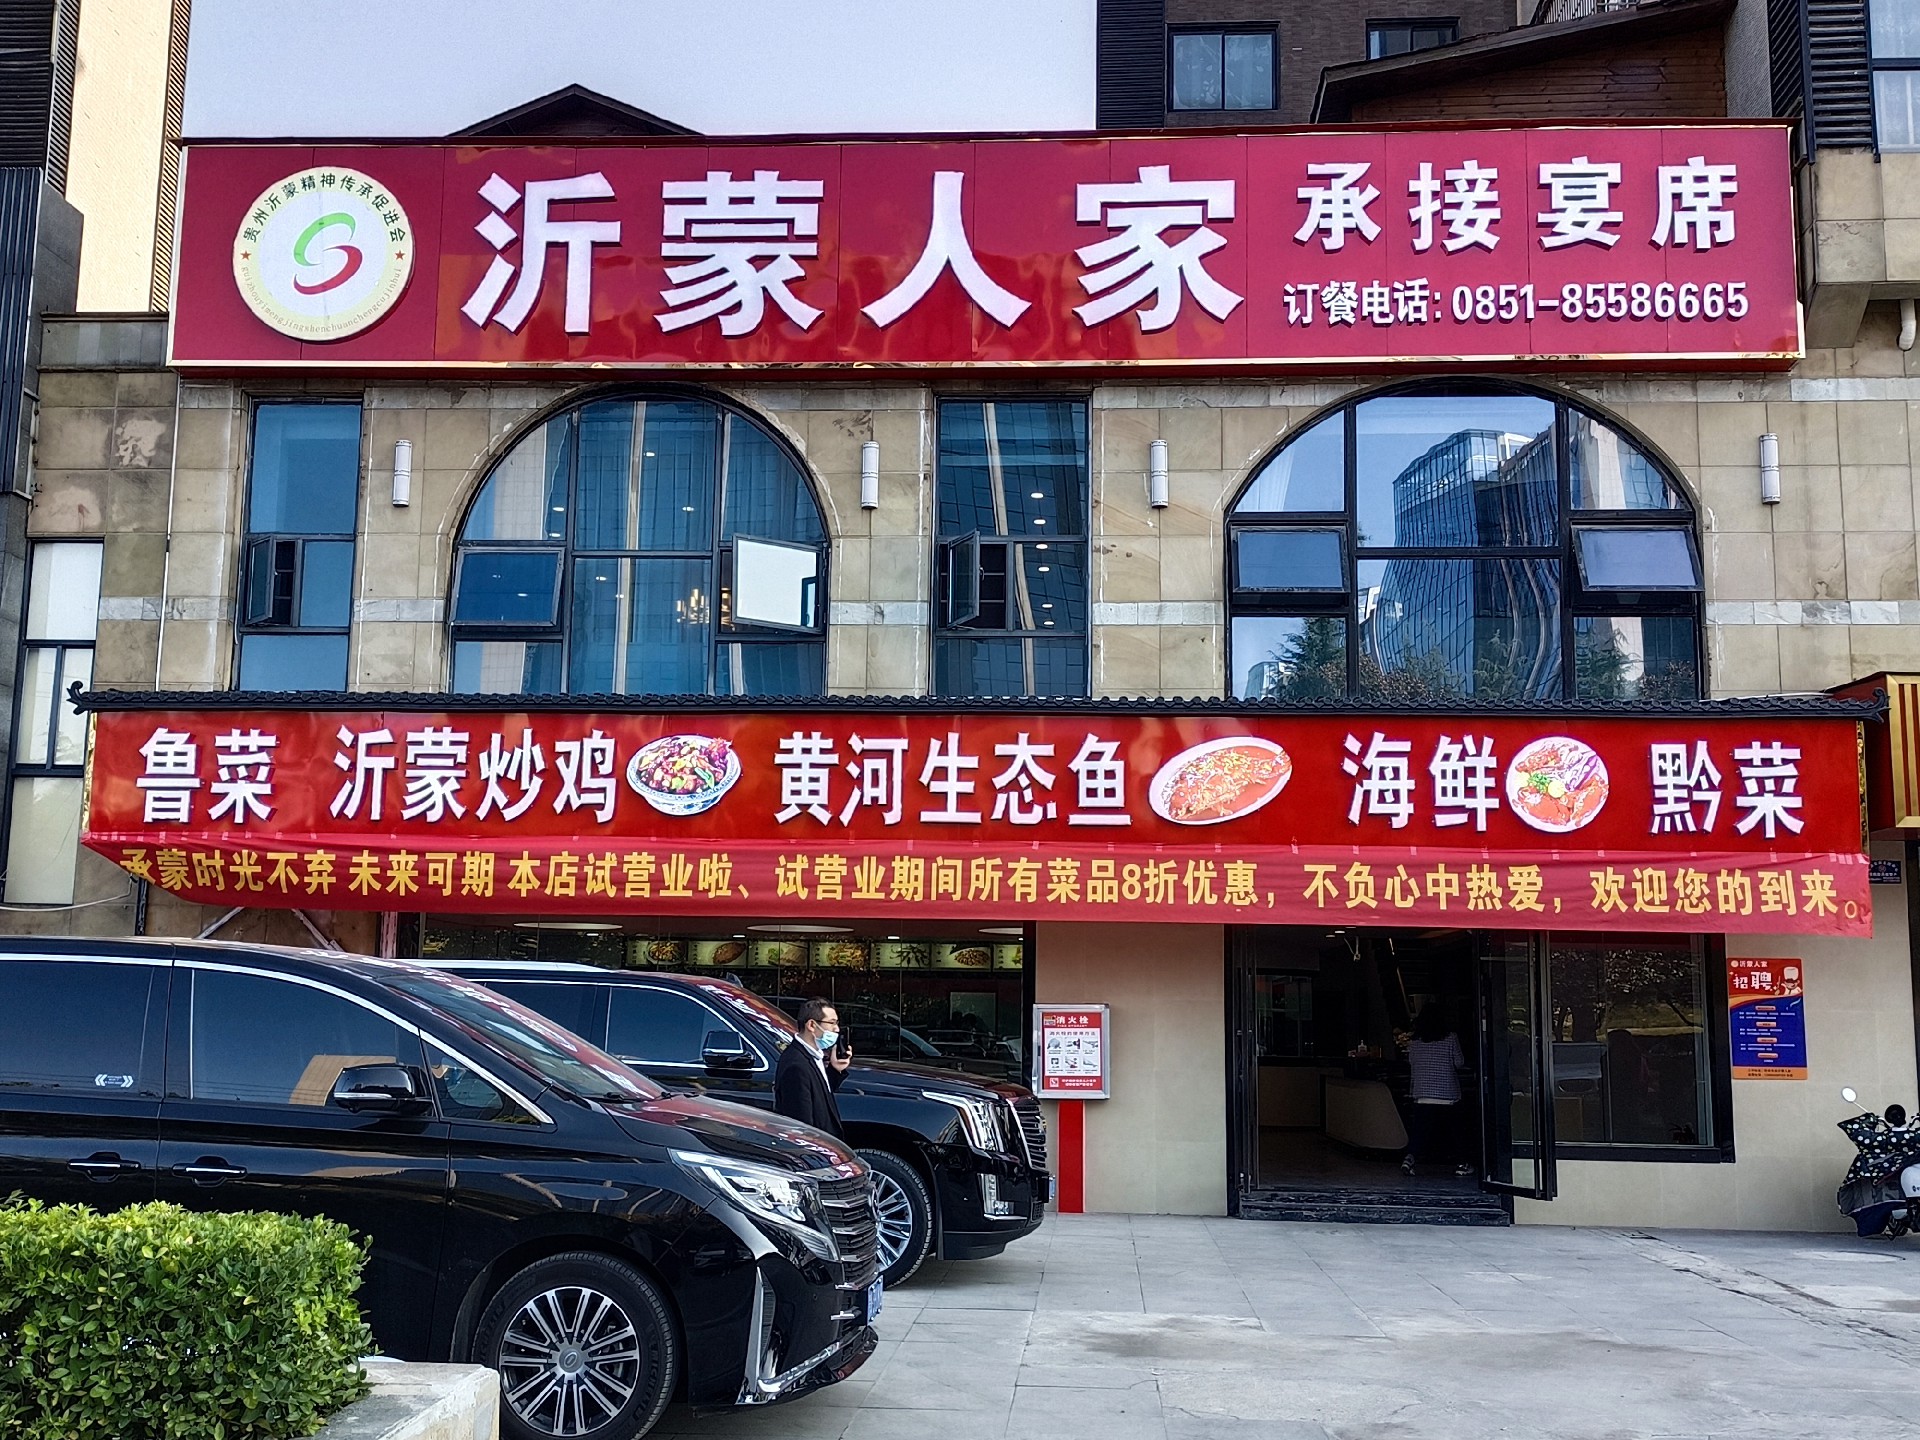 贵州沂蒙精神传承促进会
沂蒙人家
承接宴席
订餐电话：0851-85586665
鲁菜 沂蒙炒鸡 黄河生态鱼 海鲜 黔菜
承蒙时光不弃 未来可期 本店试营业啦、试营业期间所有菜品8折优惠，不负心中热爱，欢迎您的到来。
消火栓
沂蒙人家
招聘